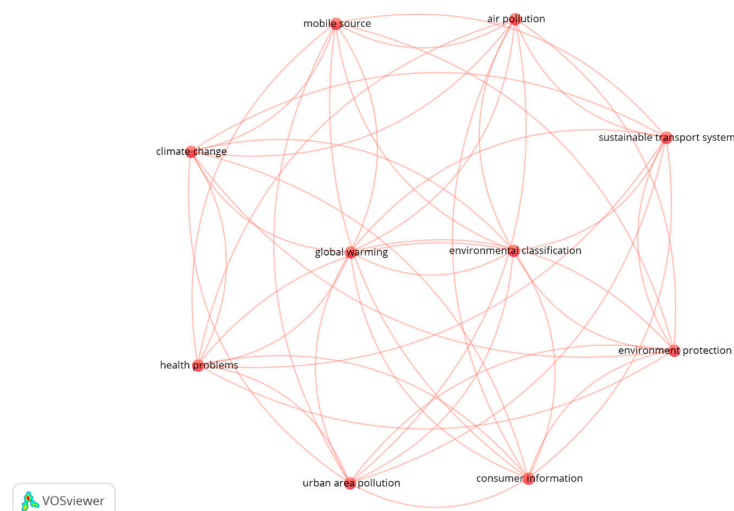 mobile source
air pollution
sustainable transport system
climate change
global warming
environmental classification
environment protection
health problems
urban area pollution
consumer information
VOSviewer